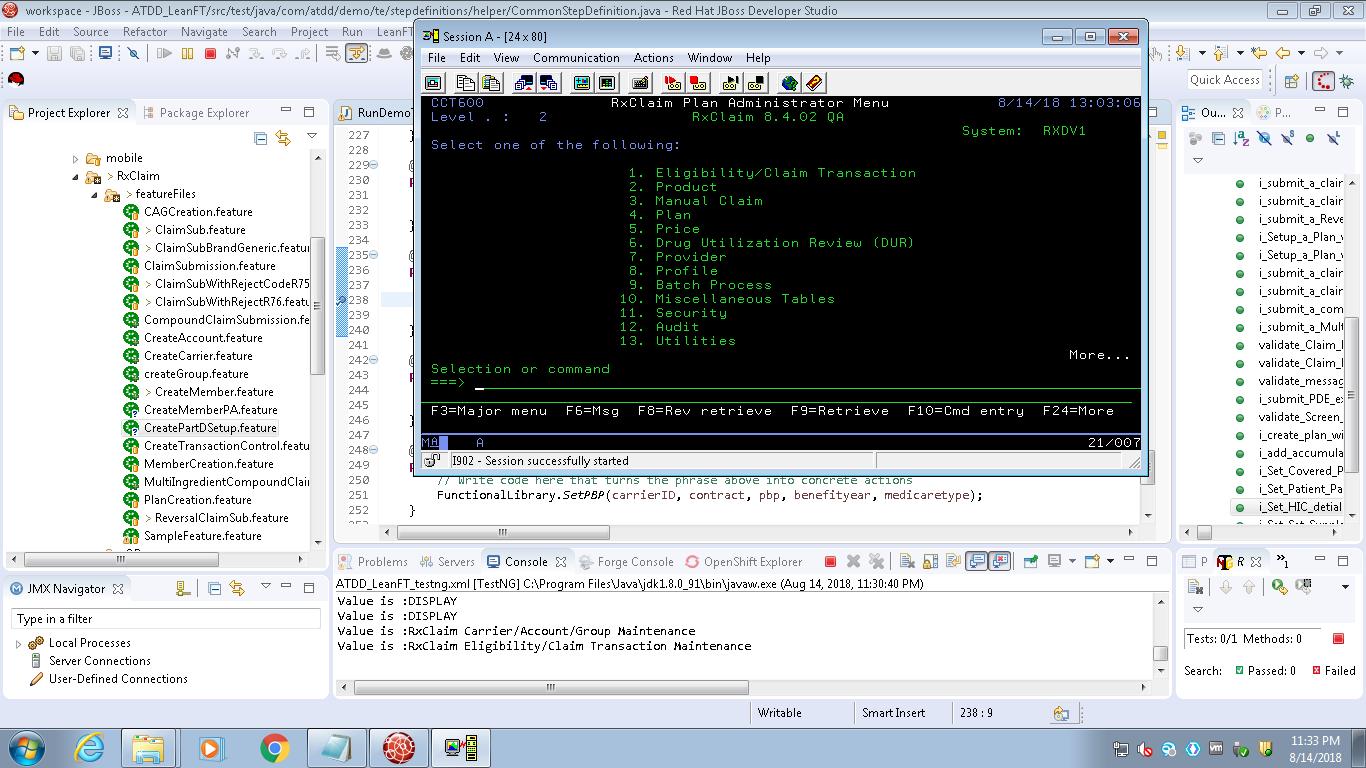 workspace - JBoss - ATDD_LeanFT/src/test/java/com/atdd/demo/te/stepdefinitions/helper/CommonStepDefinition.java - Red Hat JBoss Developer Studio
File Edit Source Refactor Navigate Search Project Run LeanFT
Quick Access
Project Explorer
Package Explorer
mobile
> RxClaim
> featureFiles
CAGCreation.feature
> ClaimSub.feature
> ClaimSubBrandGeneric.featur
ClaimSubmission.feature
> ClaimSubWithRejectCodeR75
> ClaimSubWithRejectR76.featu
CompoundClaimSubmission.fe
CreateAccount.feature
CreateCarrier.feature
createGroup.feature
> CreateMember.feature
CreateMemberPA.feature
CreatePartDSetup.feature
CreateTransactionControl.feature
MemberCreation.feature
MultiIngredientCompoundClai
PlanCreation.feature
> ReversalClaimSub.feature
SampleFeature.feature
RunDemoT
227 }
228
229 @
230
231
232 }
233
234
235 @
236
237
238
239
240 }
241
242 @
243
244
245
246 }
247
248 @
249
250 // Write code here that turns the phrase above into concrete actions
251 FunctionalLibrary.SetPBP(carrierID, contract, pbp, benefityear, medicaretype);
252 }
Session A - [24 x 80]
File Edit View Communication Actions Window Help
CCT600 RxClaim Plan Administrator Menu 8/14/18 13:03:06
Level . : 2 RxClaim 8.4.02 QA
System: RXDV1
Select one of the following:
1. Eligibility/Claim Transaction
2. Product
3. Manual Claim
4. Plan
5. Price
6. Drug Utilization Review (DUR)
7. Provider
8. Profile
9. Batch Process
10. Miscellaneous Tables
11. Security
12. Audit
13. Utilities
More...
Selection or command
===>
F3=Major menu F6=Msg F8=Rev retrieve F9=Retrieve F10=Cmd entry F24=More
MA A 21/007
I902 - Session successfully started
Ou...
P...
i_submit_a_clair
i_submit_a_clair
i_submit_a_Reve
i_Setup_a_Plan_v
i_Setup_a_Plan_v
i_submit_a_clair
i_submit_a_clair
i_submit_a_com
i_submit_a_Mult
validate_Claim_I
validate_Claim_F
validate_messag
i_submit_PDE_e
validate_Screen_
i_create_plan_wi
i_add_accumula
i_Set_Covered_P
i_Set_Patient_Pa
i_Set_HIC_detial
JMX Navigator
Type in a filter
Local Processes
Server Connections
User-Defined Connections
Problems Servers Console Forge Console OpenShift Explorer
ATDD_LeanFT_testng.xml [TestNG] C:\Program Files\Java\jdk1.8.0_91\bin\javaw.exe (Aug 14, 2018, 11:30:40 PM)
Value is :DISPLAY
Value is :DISPLAY
Value is :RxClaim Carrier/Account/Group Maintenance
Value is :RxClaim Eligibility/Claim Transaction Maintenance
P R
Tests: 0/1 Methods: 0
Search: Passed: 0 Failed
Writable Smart Insert 238 : 9
11:33 PM
8/14/2018